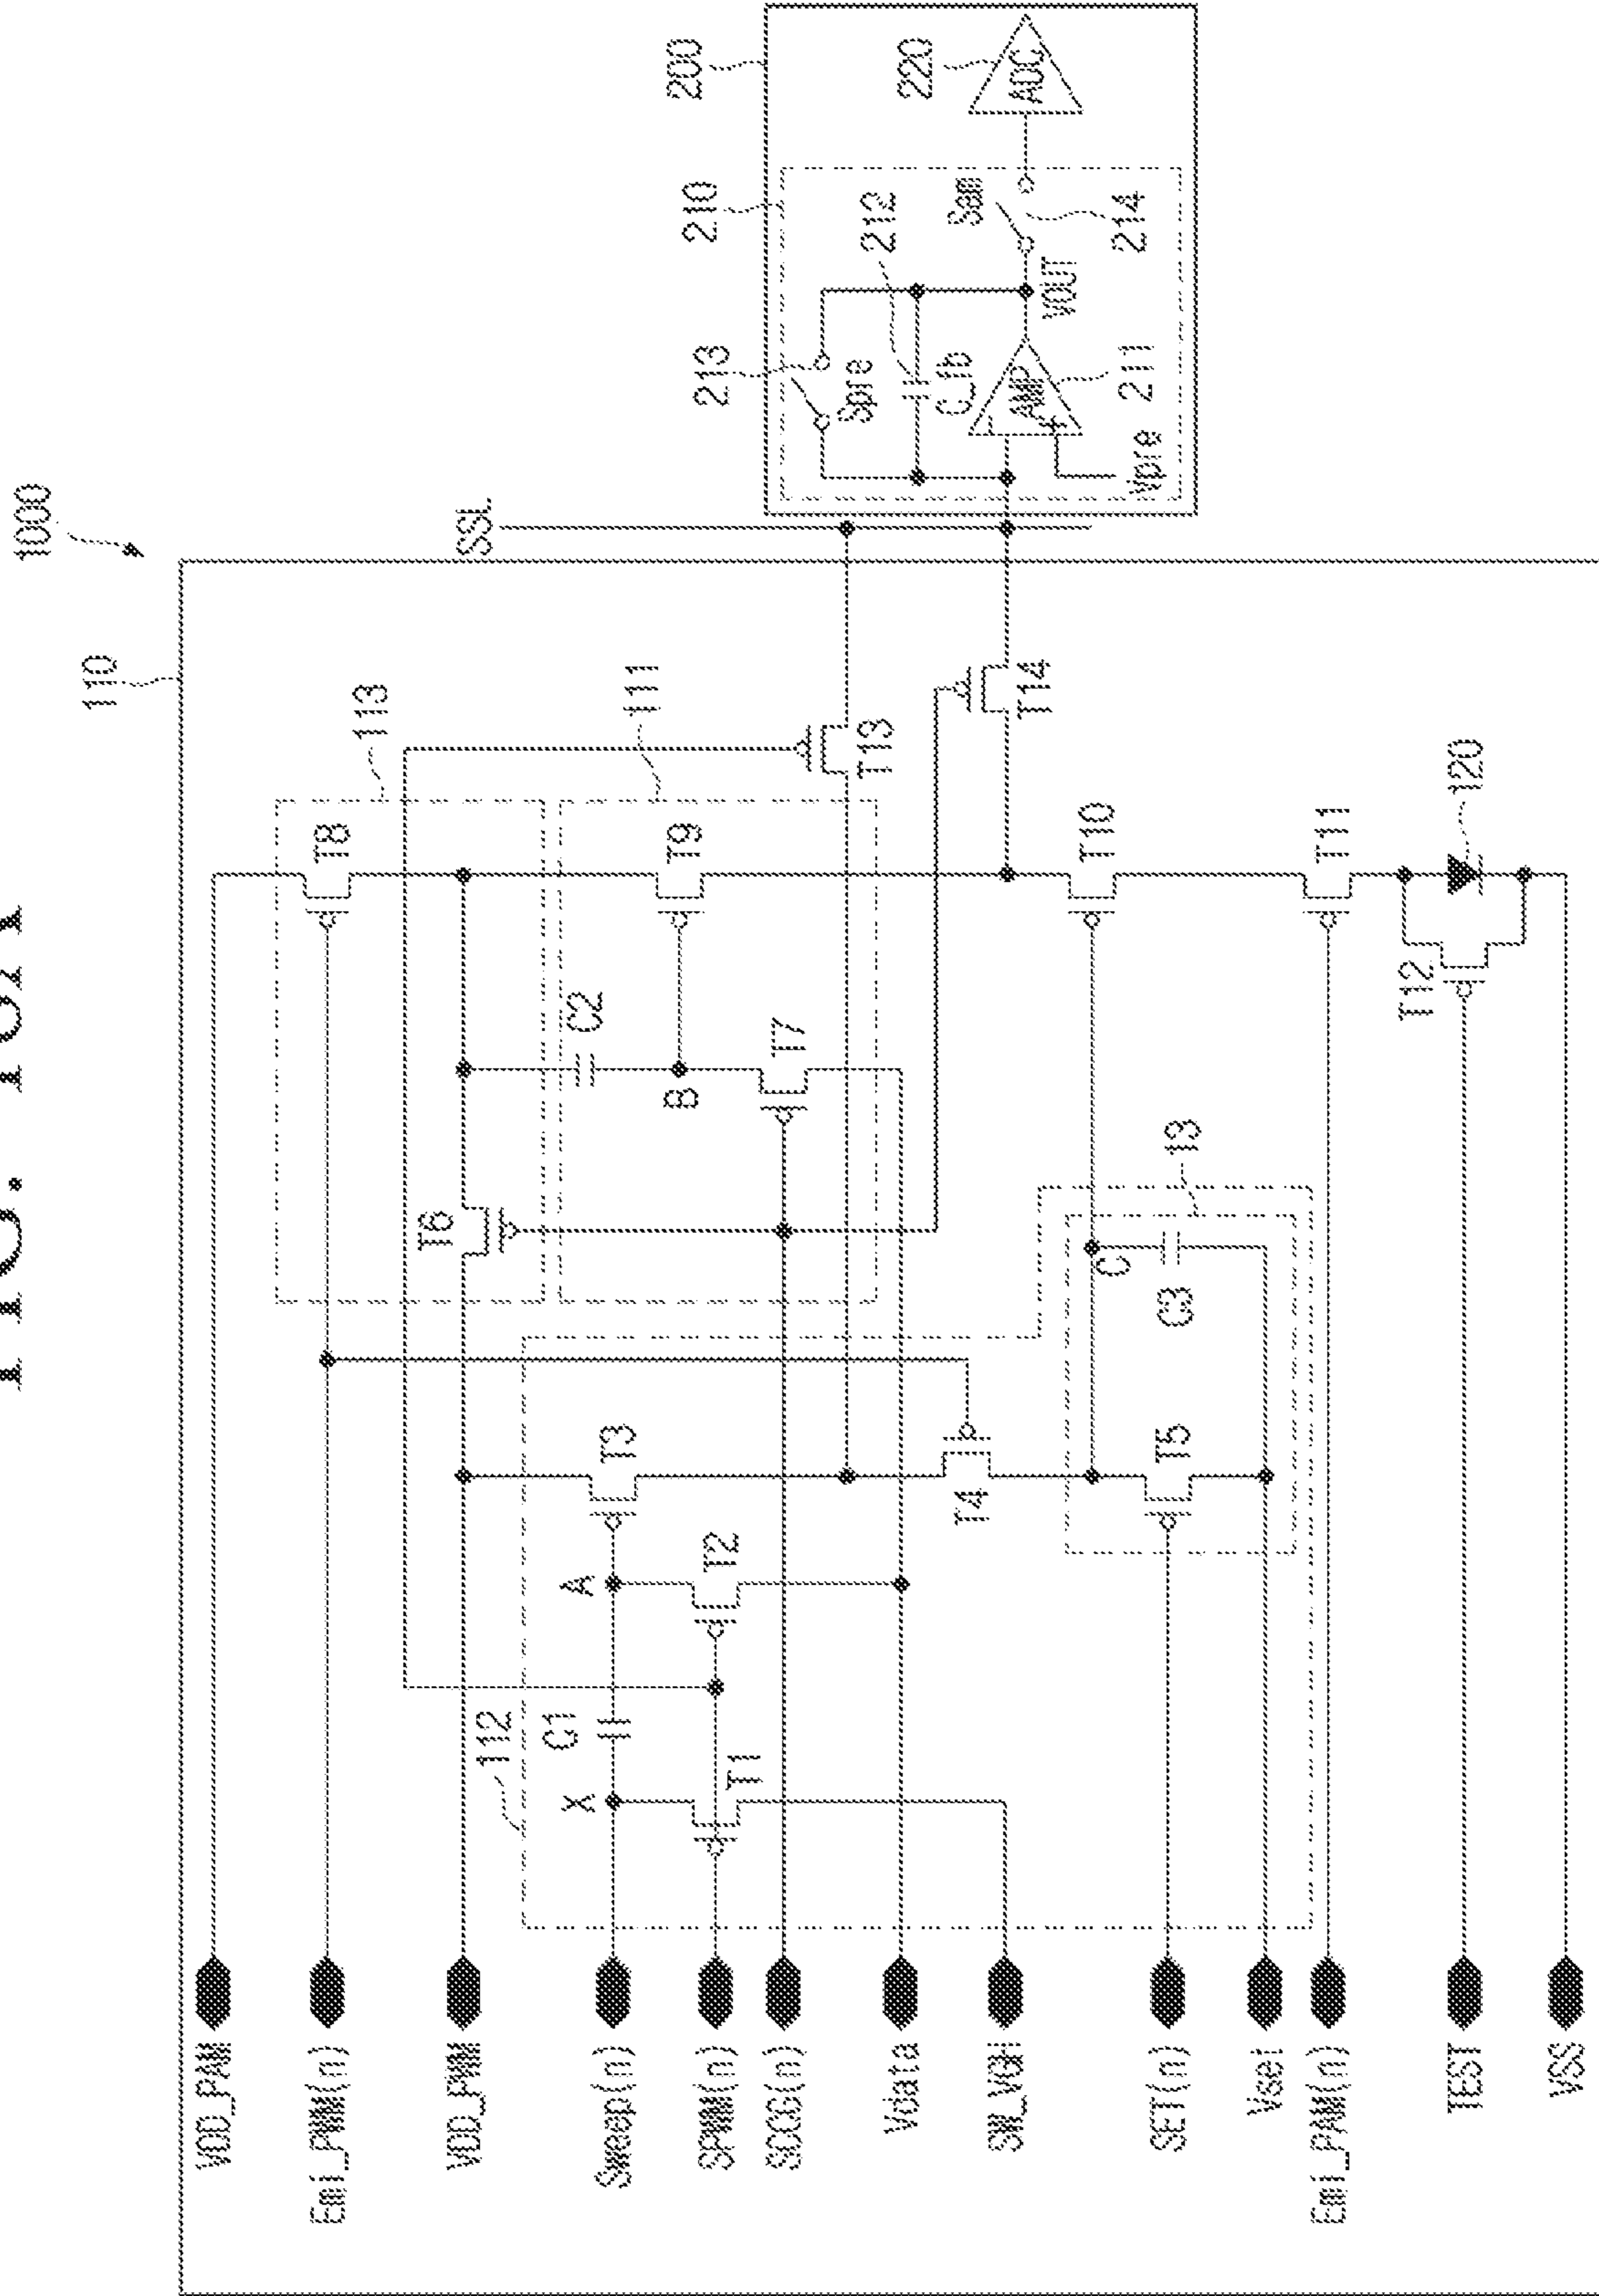 1000
110
113
111
112
13
120
SSL
200
210
220
212
213
214
211
ADC
Sam
VOUT
Spre
C_fb
AMP
-
+
Vpre
T8
T9
T6
C2
B
T7
T13
T14
T10
T11
T12
T3
T4
T5
C
C3
A
T2
C1
X
T1
VDD_PAM
Emi_PWM(n)
VDD_PWM
Sweep(n)
SPWM(n)
SCCG(n)
Vdata
SW_VGH
SET(n)
Vset
Emi_PAM(n)
TEST
VSS